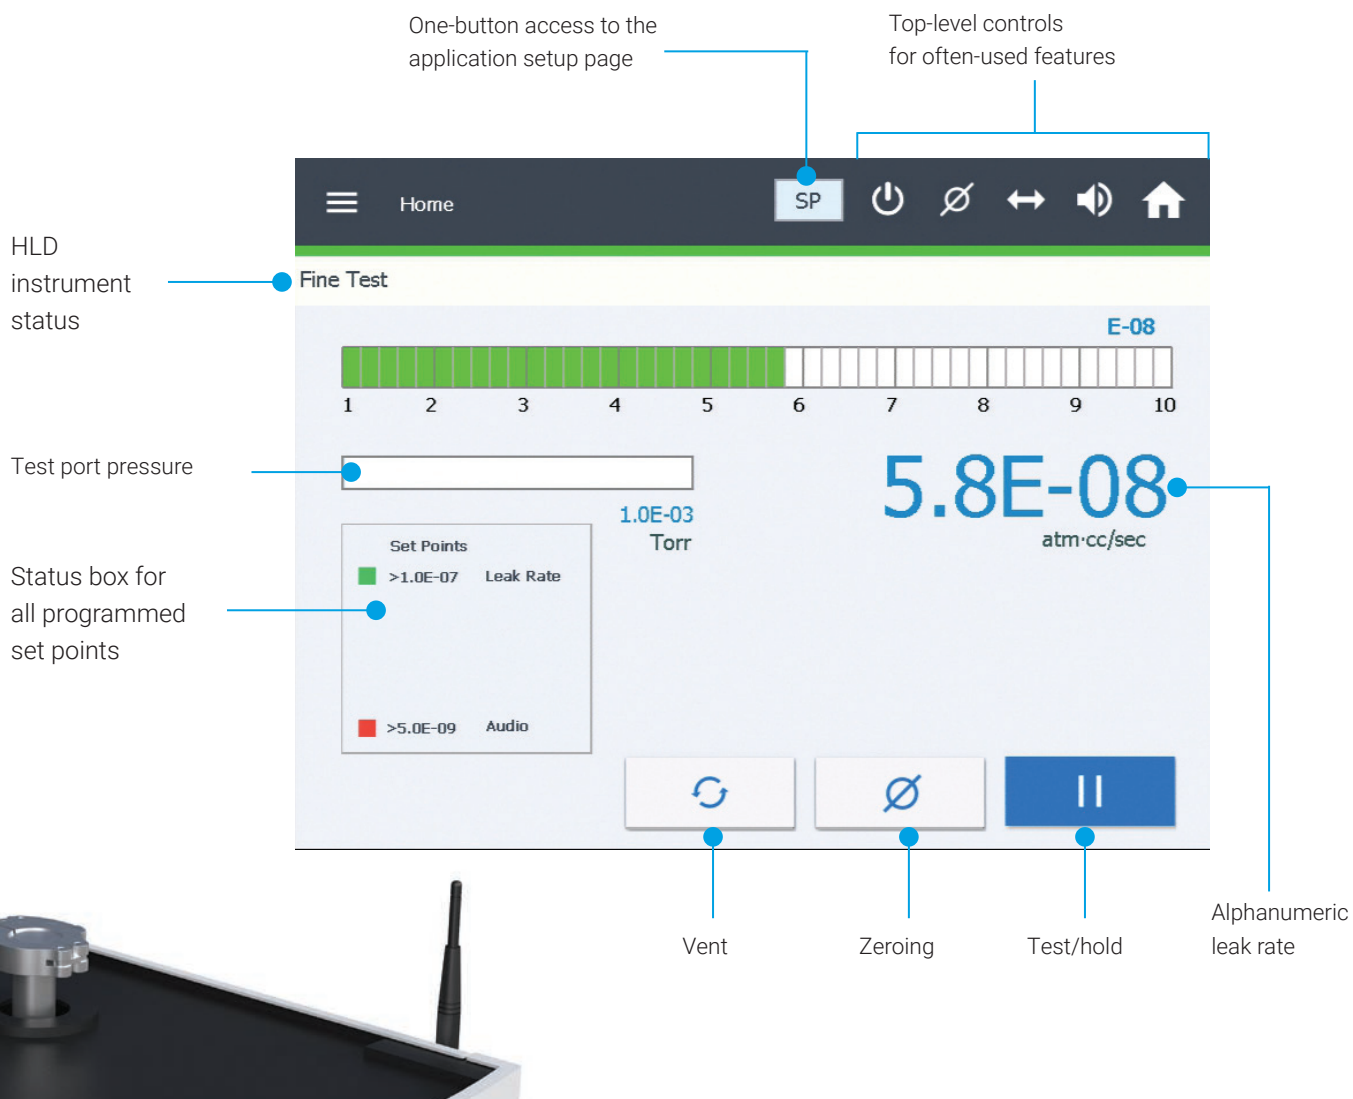 One-button access to the
application setup page
Top-level controls
for often-used features
Home
SP
HLD
instrument
status
Fine Test
E-08
1 2 3 4 5 6 7 8 9 10
Test port pressure
5.8E-08
atm·cc/sec
1.0E-03
Torr
Status box for
all programmed
set points
Set Points
>1.0E-07 Leak Rate
>5.0E-09 Audio
Vent
Zeroing
Test/hold
Alphanumeric
leak rate